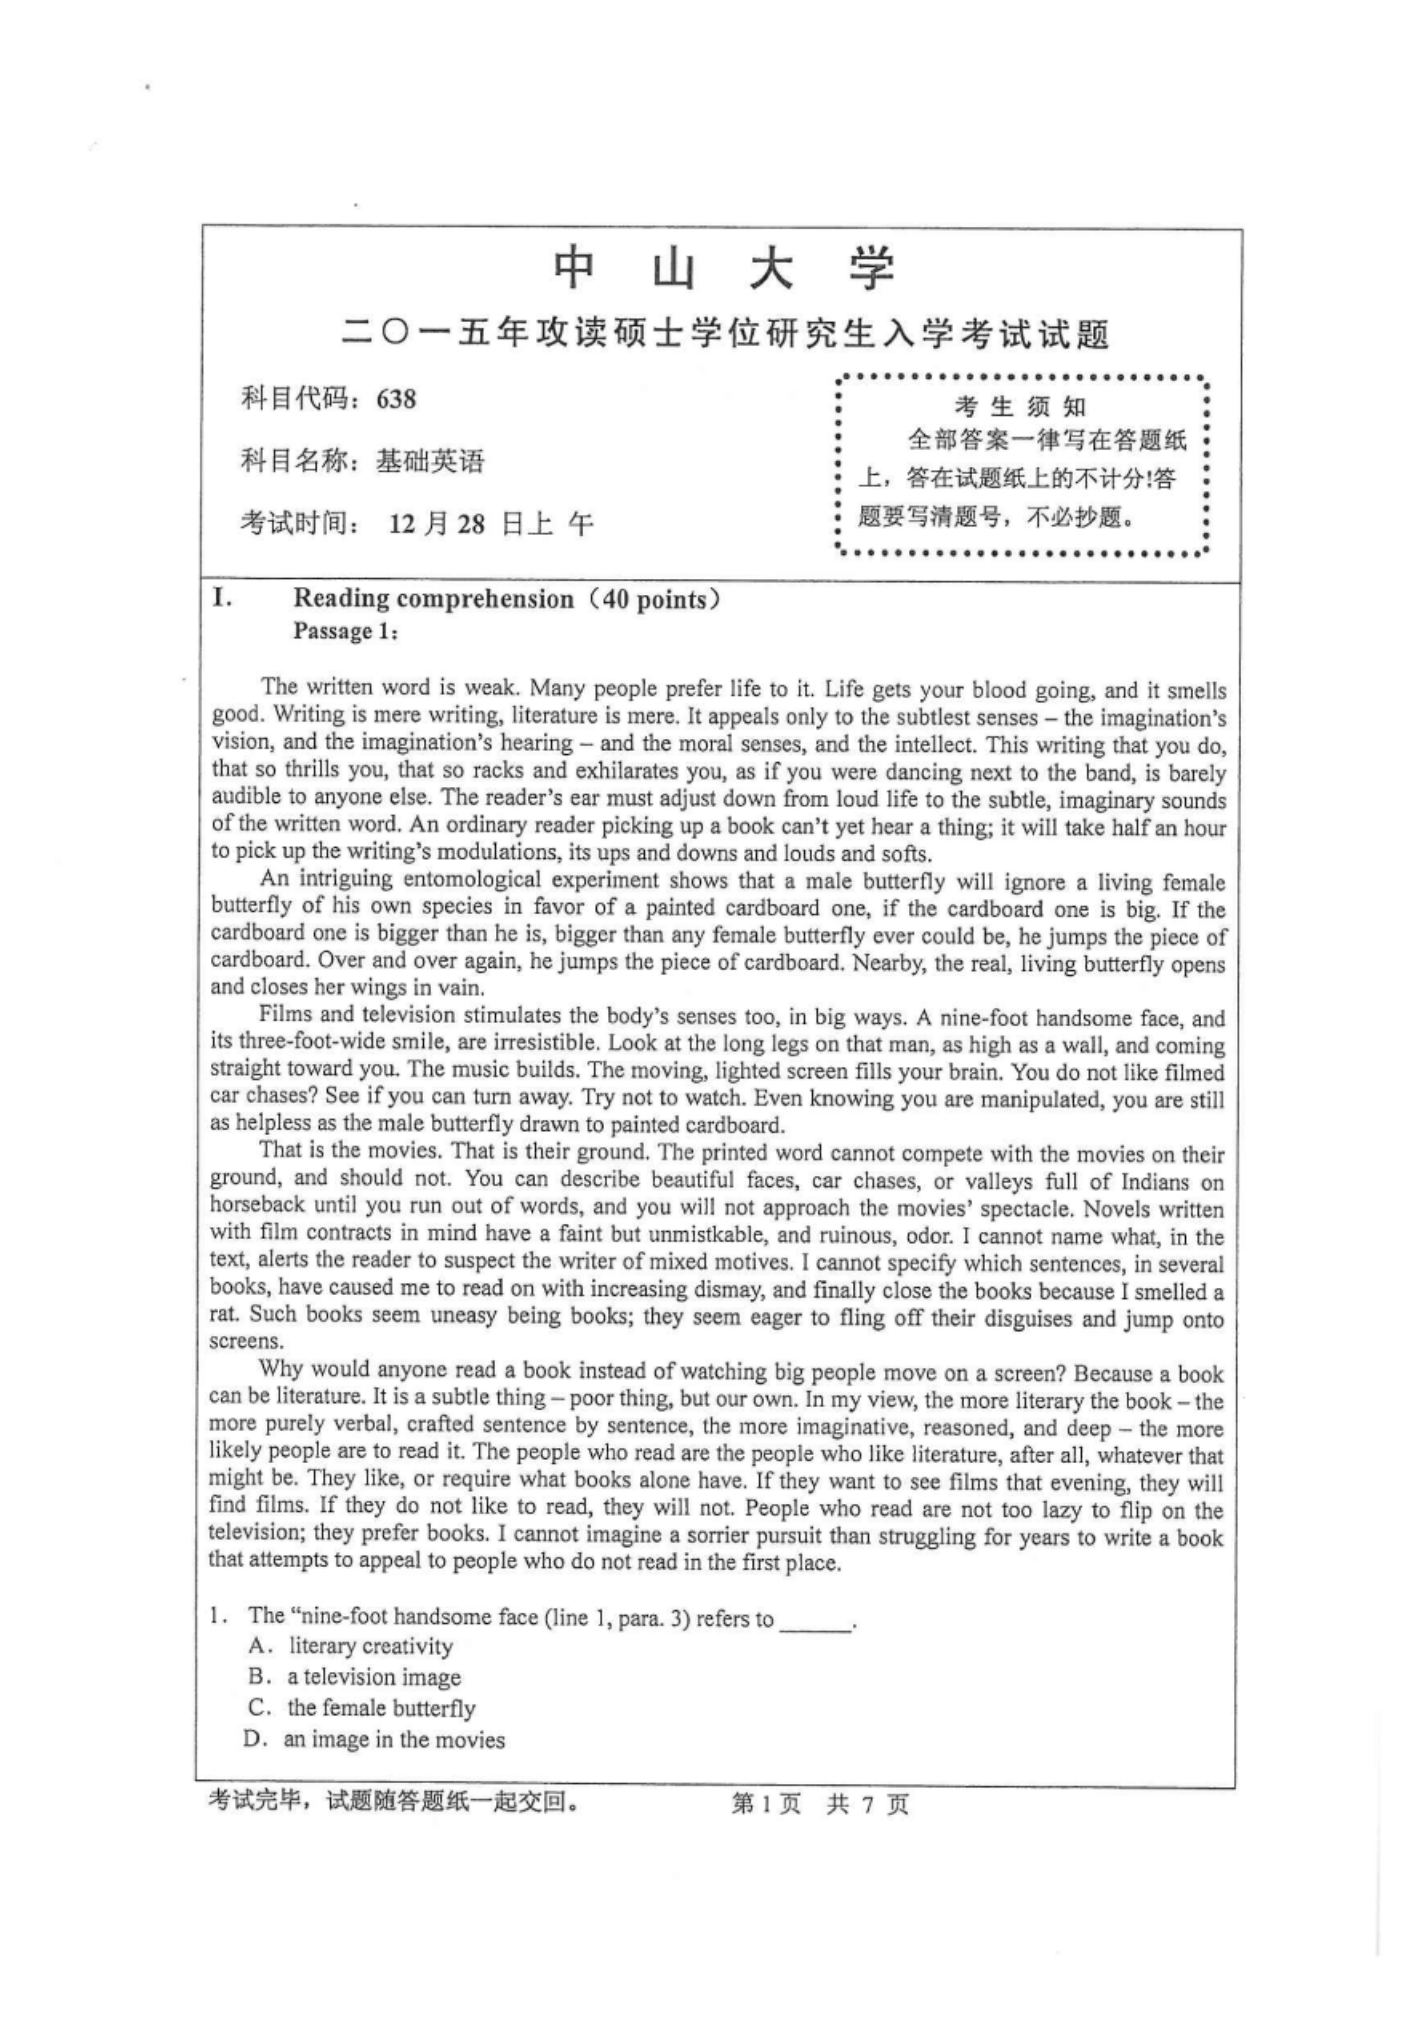 中 山 大 学
二〇一五年攻读硕士学位研究生入学考试试题
科目代码：638
科目名称：基础英语
考试时间： 12 月 28 日上 午
考 生 须 知
全部答案一律写在答题纸
上，答在试题纸上的不计分!答
题要写清题号，不必抄题。
I. Reading comprehension（40 points）
Passage 1:
The written word is weak. Many people prefer life to it. Life gets your blood going, and it smells
good. Writing is mere writing, literature is mere. It appeals only to the subtlest senses – the imagination's
vision, and the imagination's hearing – and the moral senses, and the intellect. This writing that you do,
that so thrills you, that so racks and exhilarates you, as if you were dancing next to the band, is barely
audible to anyone else. The reader's ear must adjust down from loud life to the subtle, imaginary sounds
of the written word. An ordinary reader picking up a book can't yet hear a thing; it will take half an hour
to pick up the writing's modulations, its ups and downs and louds and softs.
An intriguing entomological experiment shows that a male butterfly will ignore a living female
butterfly of his own species in favor of a painted cardboard one, if the cardboard one is big. If the
cardboard one is bigger than he is, bigger than any female butterfly ever could be, he jumps the piece of
cardboard. Over and over again, he jumps the piece of cardboard. Nearby, the real, living butterfly opens
and closes her wings in vain.
Films and television stimulates the body's senses too, in big ways. A nine-foot handsome face, and
its three-foot-wide smile, are irresistible. Look at the long legs on that man, as high as a wall, and coming
straight toward you. The music builds. The moving, lighted screen fills your brain. You do not like filmed
car chases? See if you can turn away. Try not to watch. Even knowing you are manipulated, you are still
as helpless as the male butterfly drawn to painted cardboard.
That is the movies. That is their ground. The printed word cannot compete with the movies on their
ground, and should not. You can describe beautiful faces, car chases, or valleys full of Indians on
horseback until you run out of words, and you will not approach the movies' spectacle. Novels written
with film contracts in mind have a faint but unmistkable, and ruinous, odor. I cannot name what, in the
text, alerts the reader to suspect the writer of mixed motives. I cannot specify which sentences, in several
books, have caused me to read on with increasing dismay, and finally close the books because I smelled a
rat. Such books seem uneasy being books; they seem eager to fling off their disguises and jump onto
screens.
Why would anyone read a book instead of watching big people move on a screen? Because a book
can be literature. It is a subtle thing – poor thing, but our own. In my view, the more literary the book – the
more purely verbal, crafted sentence by sentence, the more imaginative, reasoned, and deep – the more
likely people are to read it. The people who read are the people who like literature, after all, whatever that
might be. They like, or require what books alone have. If they want to see films that evening, they will
find films. If they do not like to read, they will not. People who read are not too lazy to flip on the
television; they prefer books. I cannot imagine a sorrier pursuit than struggling for years to write a book
that attempts to appeal to people who do not read in the first place.
1. The “nine-foot handsome face (line 1, para. 3) refers to ______.
A. literary creativity
B. a television image
C. the female butterfly
D. an image in the movies
考试完毕，试题随答题纸一起交回。 第 1 页 共 7 页